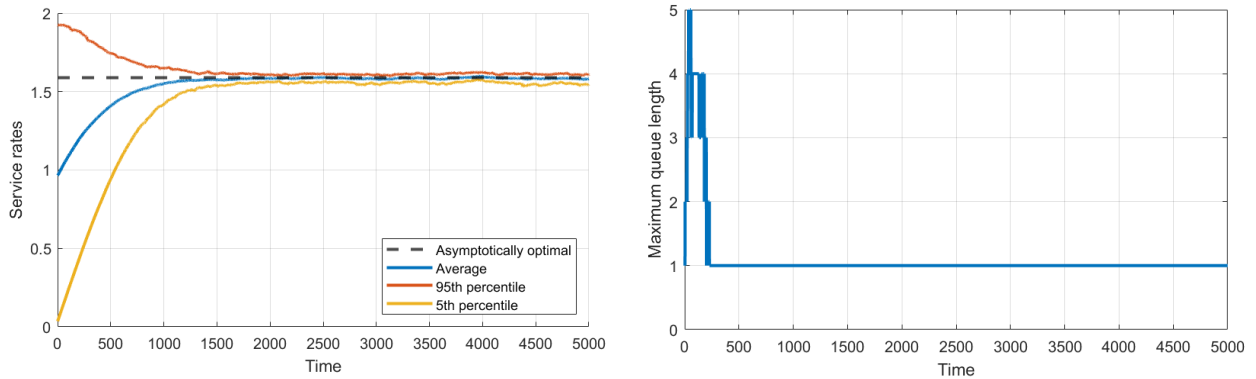 2
1.5
1
0.5
0
Service rates
0 500 1000 1500 2000 2500 3000 3500 4000 4500 5000
Time
Asymptotically optimal
Average
95th percentile
5th percentile
5
4
3
2
1
0
Maximum queue length
0 500 1000 1500 2000 2500 3000 3500 4000 4500 5000
Time